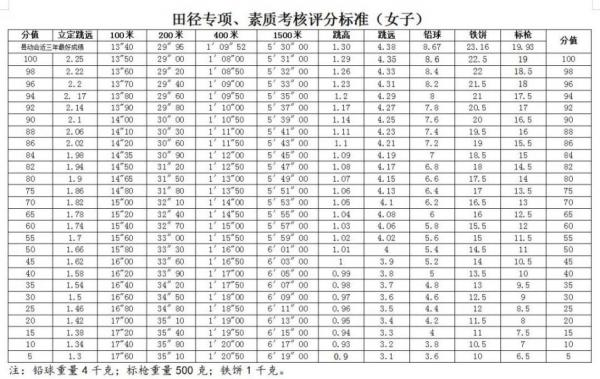 田径专项、素质考核评分标准（女子）
分值 立定跳远 100米 200米 400米 1500米 跳高 跳远 铅球 铁饼 标枪 分值
县动会近三年最好成绩 13"40 29"95 1'09"52 5'30"00 1.30 4.38 8.67 23.16 19.93
100 2.25 13"50 29"00 1'08"00 5'31"00 1.29 4.35 8.6 22.5 19 100
98 2.22 13"60 29"20 1'08"50 5'32"00 1.26 4.33 8.4 22 18.5 98
96 2.2 13"70 29"40 1'09"00 5'33"00 1.23 4.31 8.2 21.5 18 96
94 2.17 13"80 29"60 1'09"50 5'35"00 1.2 4.29 8 21 17.5 94
92 2.14 13"90 29"80 1'10"00 5'37"00 1.17 4.27 7.8 20.5 17 92
90 2.1 14"00 30"00 1'10"50 5'39"00 1.14 4.25 7.6 20 16.5 90
88 2.06 14"10 30"30 1'11"00 5'41"00 1.11 4.23 7.4 19.5 16 88
86 2.02 14"20 30"60 1'11"50 5'43"00 1.1 4.21 7.2 19 15.5 86
84 1.98 14"35 30"90 1'12"00 5'45"00 1.09 4.19 7 18.5 15 84
82 1.94 14"50 31"20 1'12"50 5'47"00 1.08 4.17 6.8 18 14.5 82
80 1.9 14"65 31"50 1'13"00 5'49"00 1.07 4.15 6.6 17.5 14 80
75 1.86 14"80 31"80 1'13"50 5'51"00 1.06 4.13 6.4 17 13.5 75
70 1.82 15"00 32"10 1'14"00 5'53"00 1.05 4.1 6.2 16.5 13 70
65 1.78 15"20 32"40 1'14"50 5'55"00 1.04 4.08 6 16 12.5 65
60 1.74 15"40 32"70 1'15"00 5'57"00 1.03 4.06 5.8 15.5 12 60
55 1.7 15"60 33"00 1'15"50 5'59"00 1.02 4.02 5.6 15 11.5 55
50 1.66 15"80 33"30 1'16"00 6'01"00 1.01 4 5.4 14.5 11 50
45 1.62 16"00 33"60 1'16"50 6'03"00 1 3.9 5.2 14 10.5 45
40 1.58 16"20 33"90 1'17"00 6'05"00 0.99 3.8 5 13.5 10 40
35 1.54 16"40 34"20 1'17"50 6'07"00 0.98 3.7 4.8 13 9.5 35
30 1.5 16"60 34"50 1'18"00 6'09"00 0.97 3.6 4.6 12.5 9 30
25 1.46 16"80 34"80 1'18"50 6'11"00 0.96 3.5 4.4 12 8.5 25
20 1.42 17"00 35"10 1'19"00 6'13"00 0.95 3.4 4.2 11.5 8 20
15 1.38 17"20 35"40 1'19"50 6'15"00 0.94 3.3 4 11 7.5 15
10 1.34 17"40 35"70 1'20"00 6'17"00 0.93 3.2 3.8 10.5 7 10
5 1.3 17"60 35"10 1'20"50 6'19"00 0.9 3.1 3.6 10 6.5 5
注：铅球重量4千克；标枪重量500克；铁饼1千克。